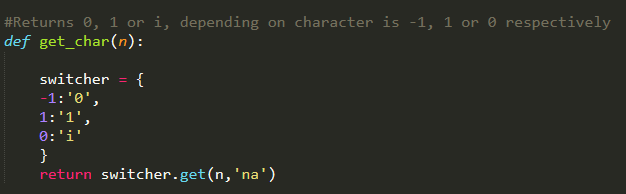 #Returns 0, 1 or i, depending on character is -1, 1 or 0 respectively
def get_char(n):
switcher = {
-1:'0',
1:'1',
0:'i'
}
return switcher.get(n,'na')